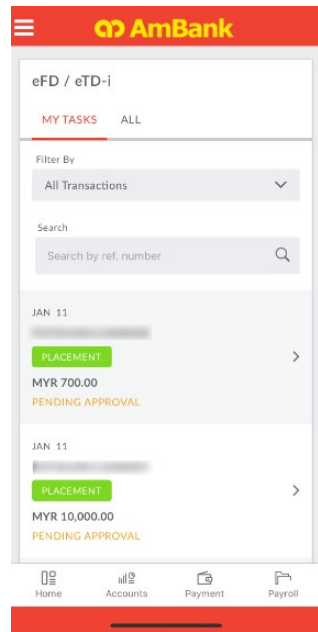 AmBank
eFD / eTD-i
MY TASKS ALL
Filter By
All Transactions
Search
Search by ref. number
JAN 11
PLACEMENT
MYR 700.00
PENDING APPROVAL
JAN 11
PLACEMENT
MYR 10,000.00
PENDING APPROVAL
Home Accounts Payment Payroll